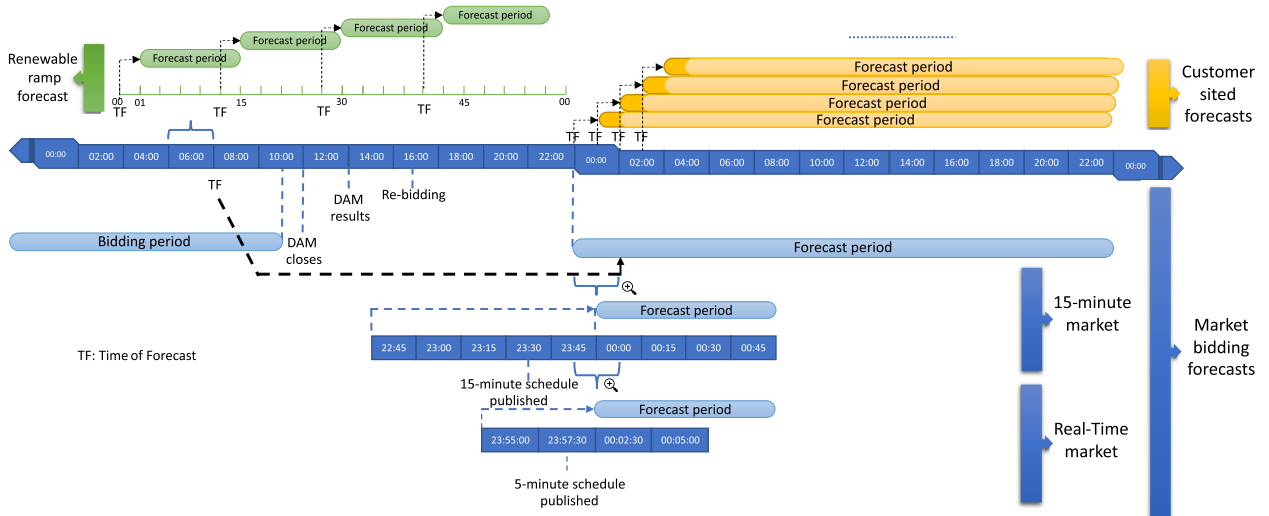 Forecast period
Forecast period
Forecast period
Forecast period
Renewable
ramp
forecast
00 01 15 30 45 00
TF TF TF TF
Forecast period
Forecast period
Forecast period
Forecast period
Customer
sited
forecasts
TF TF TF TF
00:00 02:00 04:00 06:00 08:00 10:00 12:00 14:00 16:00 18:00 20:00 22:00 00:00 02:00 04:00 06:00 08:00 10:00 12:00 14:00 16:00 18:00 20:00 22:00 00:00
TF
DAM
results
Re-bidding
Bidding period
DAM
closes
Forecast period
Forecast period
15-minute
market
22:45 23:00 23:15 23:30 23:45 00:00 00:15 00:30 00:45
TF: Time of Forecast
Market
bidding
forecasts
15-minute schedule
published
Forecast period
23:55:00 23:57:30 00:02:30 00:05:00
Real-Time
market
5-minute schedule
published